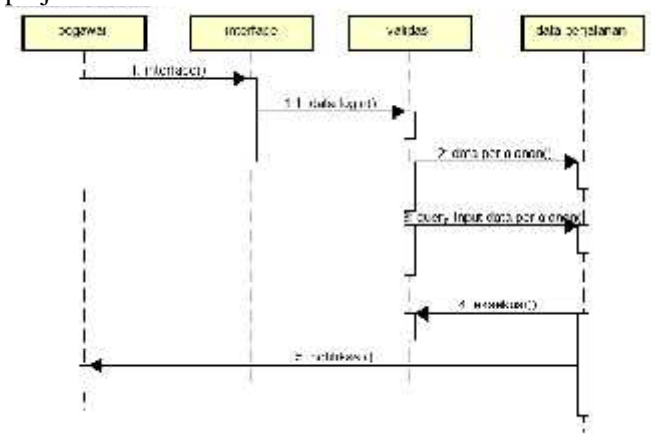 pegawai interface validasi data perjalanan
1: interface()
1.1: data login()
2: data perjalanan()
3: query input data perjalanan()
4: eksekusi()
5: notifikasi()